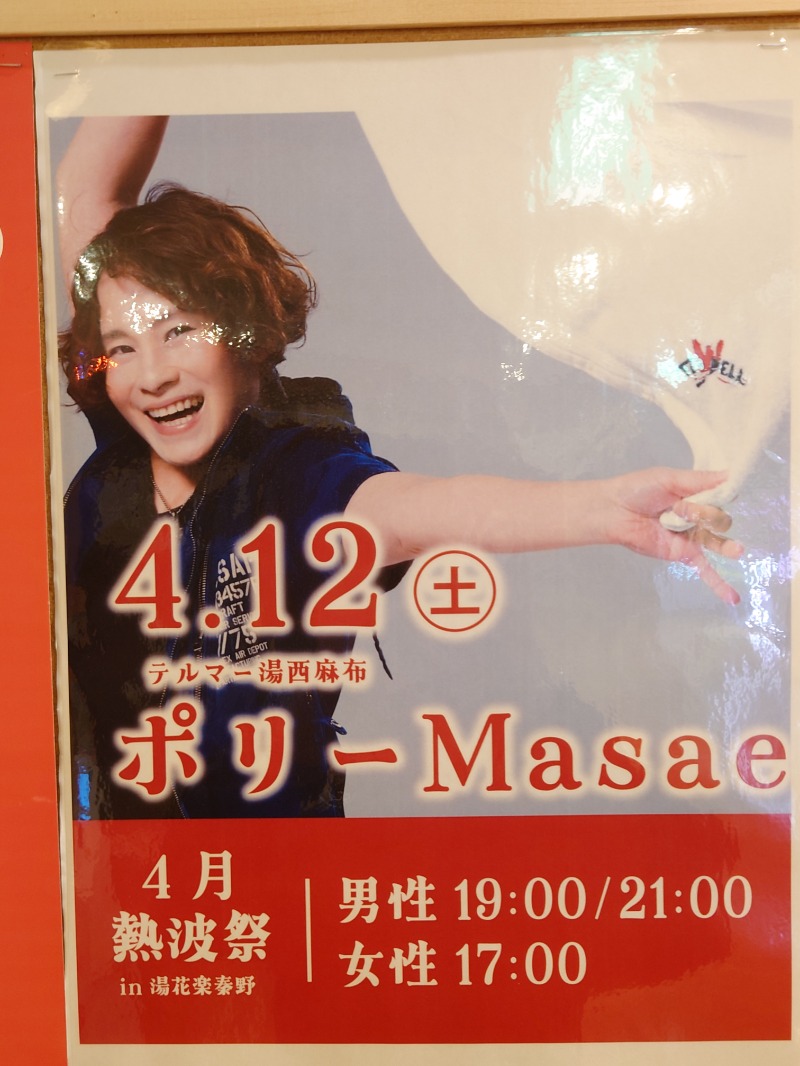 4.12 土
テルマー湯西麻布
ポリーMasae
4月
熱波祭
in 湯花楽秦野
男性 19:00/21:00
女性 17:00